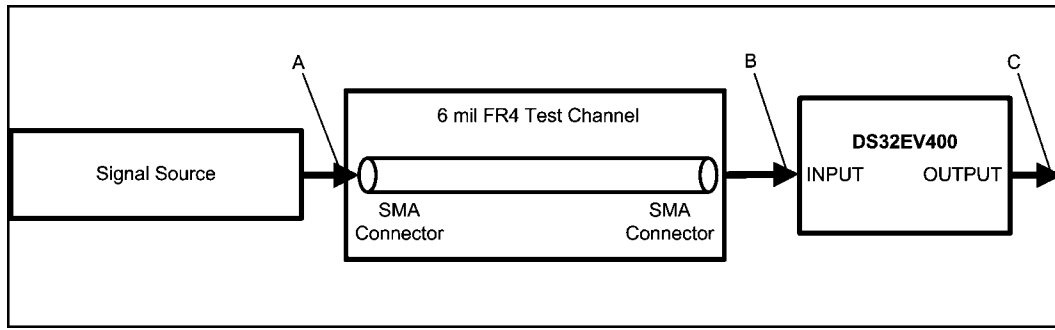 A
B
C
6 mil FR4 Test Channel
DS32EV400
Signal Source
INPUT
OUTPUT
SMA
Connector
SMA
Connector